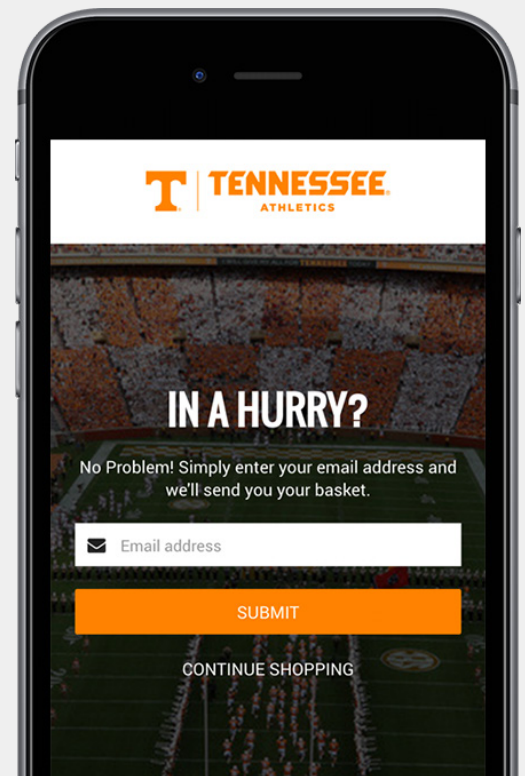 T TENNESSEE
ATHLETICS
TENNESSEE
IN A HURRY?
No Problem! Simply enter your email address and
we'll send you your basket.
Email address
SUBMIT
CONTINUE SHOPPING